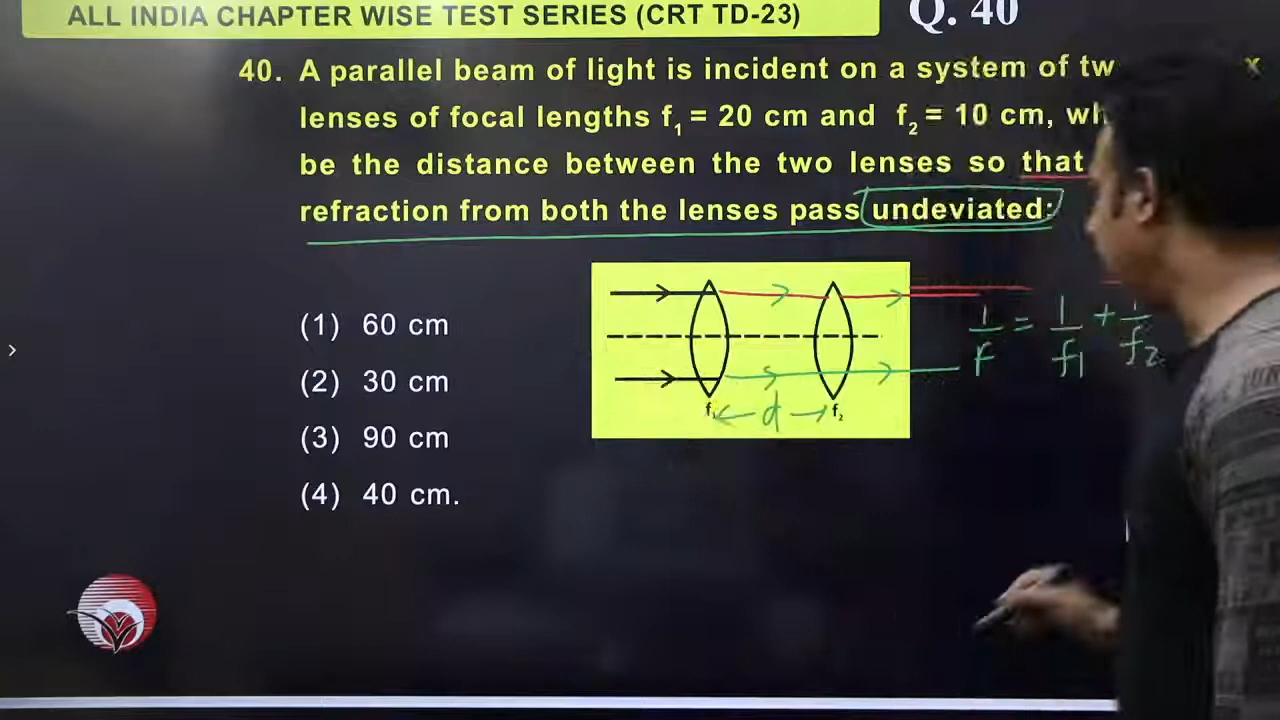 ALL INDIA CHAPTER WISE TEST SERIES (CRT TD-23)
Q. 40
40. A parallel beam of light is incident on a system of
lenses of focal lengths f₁ = 20 cm and f₂ = 10 cm,
be the distance between the two lenses so that
refraction from both the lenses pass undeviated:
(1) 60 cm
(2) 30 cm
(3) 90 cm
(4) 40 cm.
d
f₂
1/F = 1/f₁ + 1/f₂